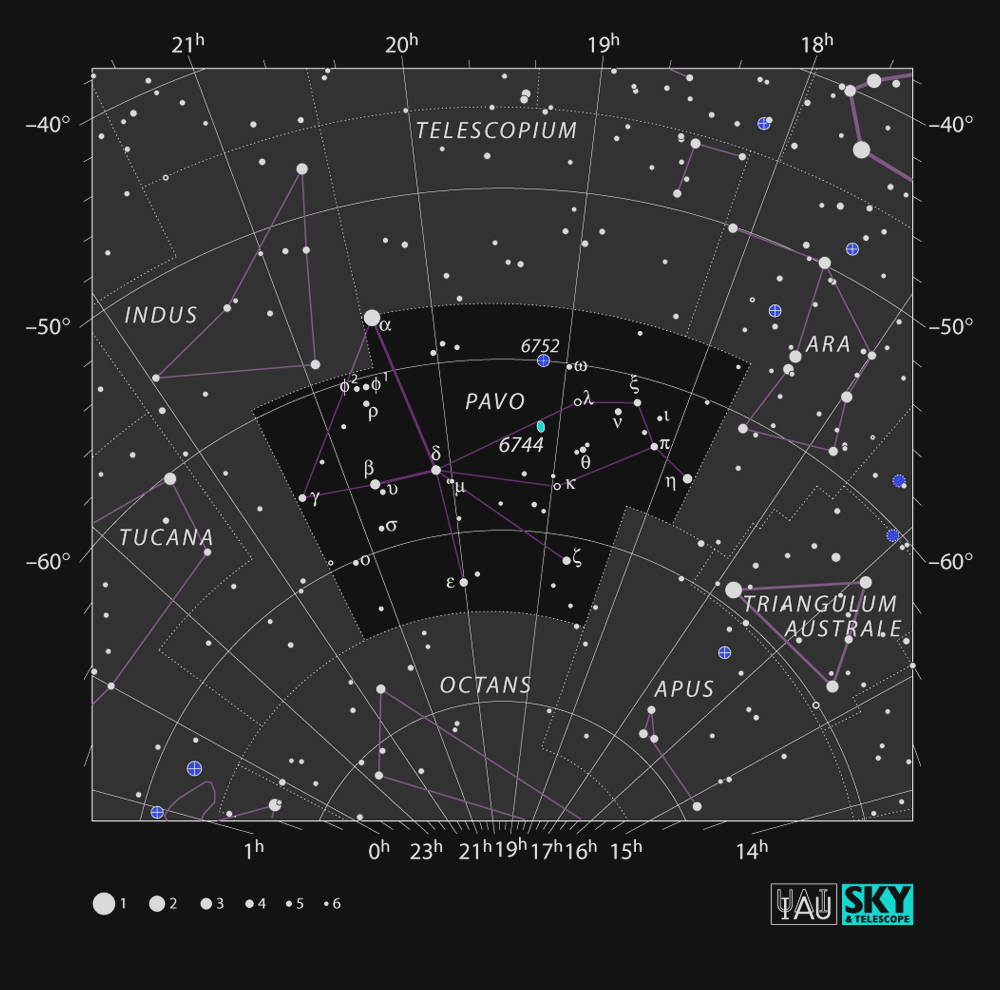 21h 20h 19h 18h
–40° –40°
TELESCOPIUM
INDUS
–50° –50°
α
6752
ARA
ω
ϕ2 ϕ1
PAVO
λ ξ
ρ
ν ι
6744
π
δ
θ
β
η
υ μ κ
γ
σ
TUCANA
ο ζ
–60° –60°
ε
TRIANGULUM
AUSTRALE
OCTANS
APUS
1h 0h 23h 21h 19h 17h 16h 15h 14h
1 2 3 4 5 6
IAU SKY
& TELESCOPE